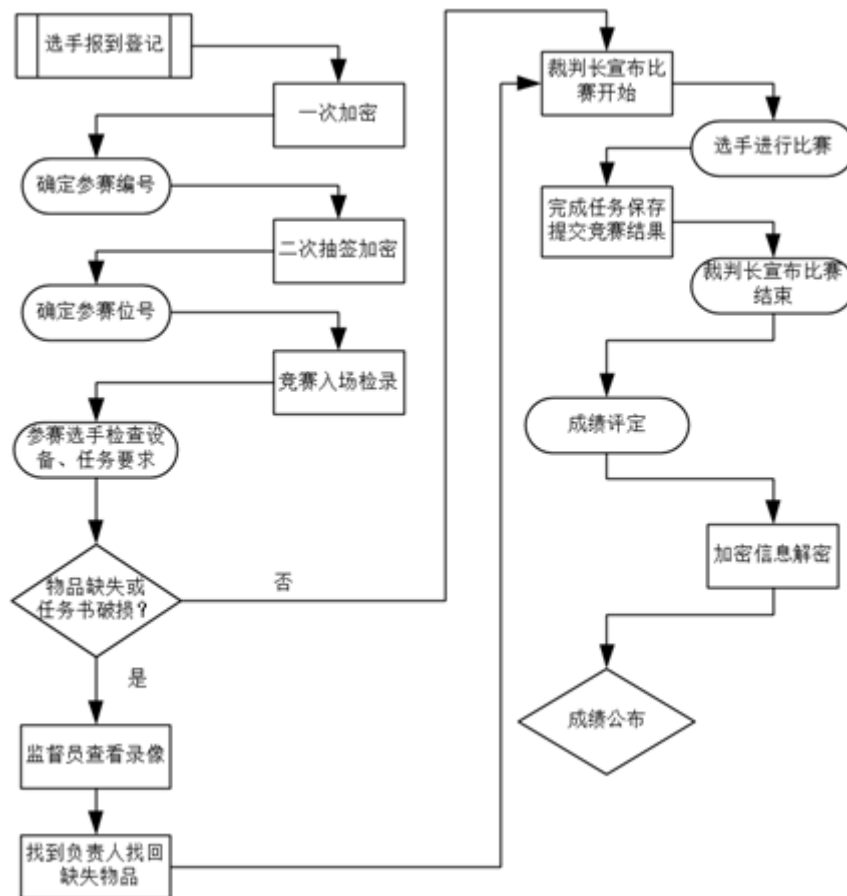 选手报到登记
一次加密
确定参赛编号
二次抽签加密
确定参赛位号
竞赛入场检录
参赛选手检查设
备、任务要求
物品缺失或
任务书破损？
否
是
监督员查看录像
找到负责人找回
缺失物品
裁判长宣布比
赛开始
选手进行比赛
完成任务保存
提交竞赛结果
裁判长宣布比赛
结束
成绩评定
加密信息解密
成绩公布